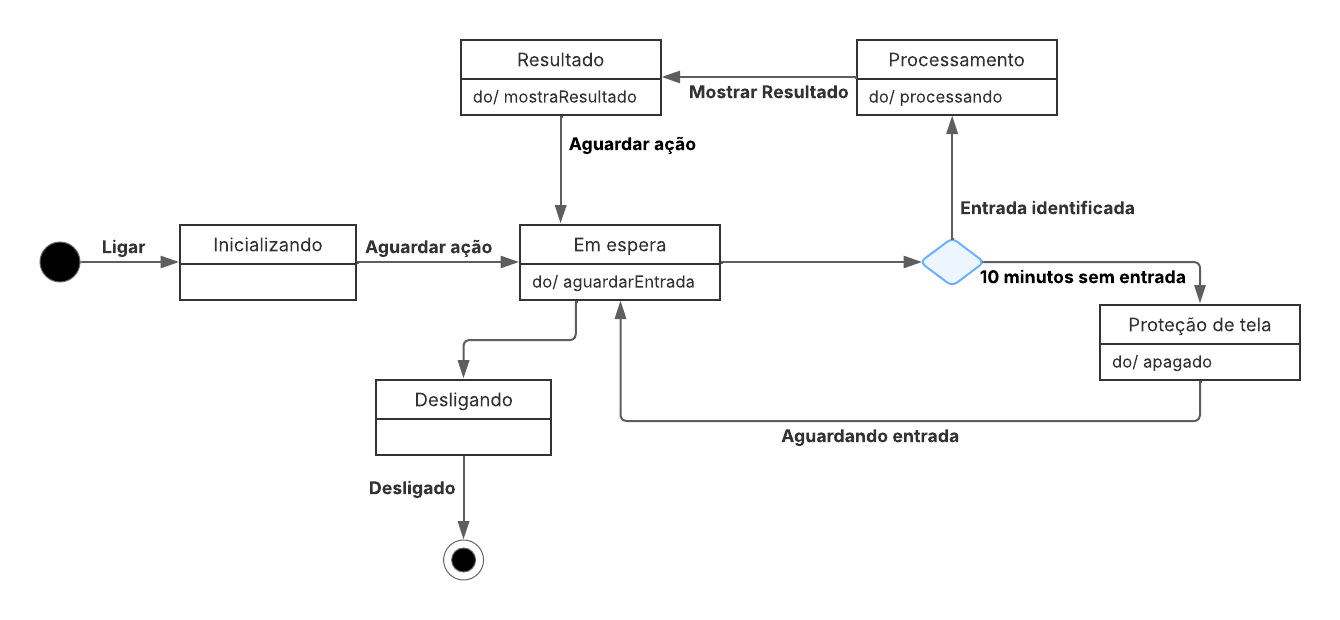 Resultado
do/ mostraResultado
Processamento
do/ processando
Mostrar Resultado
Aguardar ação
Entrada identificada
Ligar
Inicializando
Aguardar ação
Em espera
do/ aguardarEntrada
10 minutos sem entrada
Proteção de tela
do/ apagado
Desligando
Aguardando entrada
Desligado